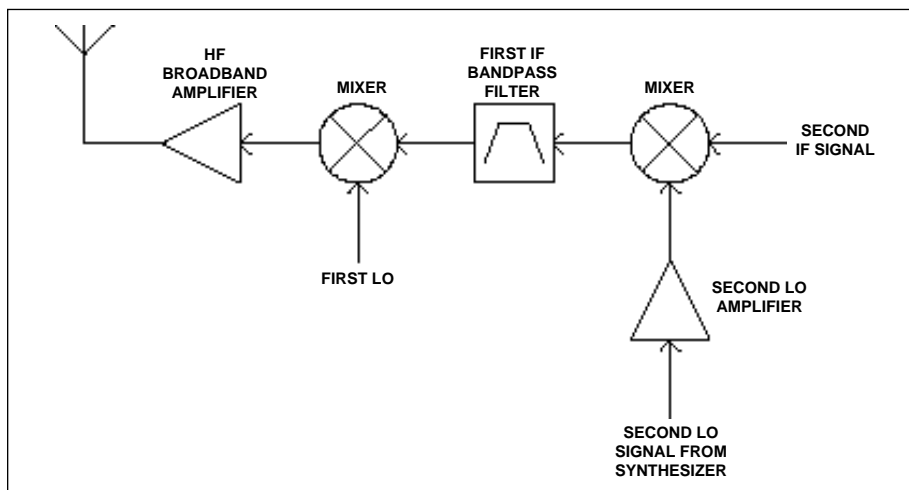 HF
BROADBAND
AMPLIFIER
MIXER
FIRST IF
BANDPASS
FILTER
MIXER
SECOND
IF SIGNAL
FIRST LO
SECOND LO
AMPLIFIER
SECOND LO
SIGNAL FROM
SYNTHESIZER